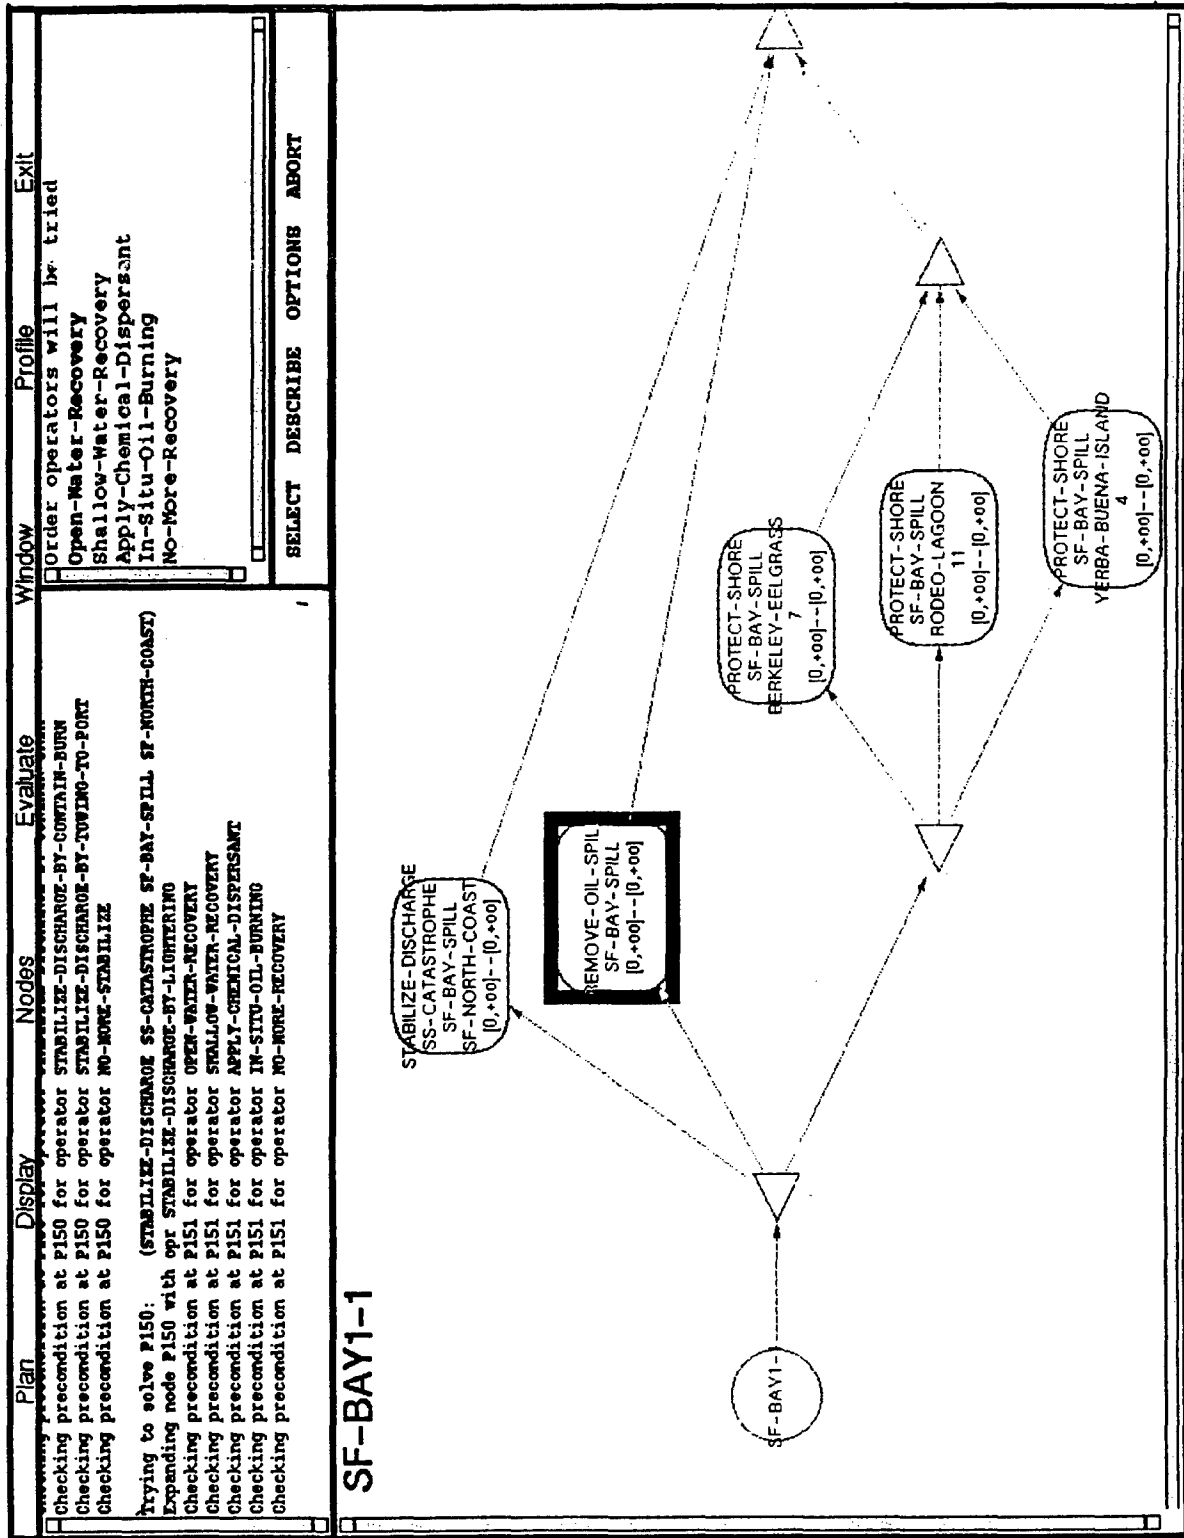 Plan Display Nodes Evaluate Window Profile Exit
Checking precondition at P150 for operator STABILIZE-DISCHARGE-BY-CONTAIN-BURN
Checking precondition at P150 for operator STABILIZE-DISCHARGE-BY-TOWING-TO-PORT
Checking precondition at P150 for operator NO-MORE-STABILIZE
Trying to solve P150: (STABILIZE-DISCHARGE SS-CATASTROPHE SF-BAY-SPILL SF-NORTH-COAST)
Expanding node P150 with opr STABILIZE-DISCHARGE-BY-LIGHTERING
Checking precondition at P151 for operator OPEN-WATER-RECOVERY
Checking precondition at P151 for operator SHALLOW-WATER-RECOVERY
Checking precondition at P151 for operator APPLY-CHEMICAL-DISPERSANT
Checking precondition at P151 for operator IN-SITU-OIL-BURNING
Checking precondition at P151 for operator NO-MORE-RECOVERY
Order operators will be tried
Open-Water-Recovery
Shallow-Water-Recovery
Apply-Chemical-Dispersant
In-Situ-Oil-Burning
No-More-Recovery
SELECT DESCRIBE OPTIONS ABORT
SF-BAY1-1
SF-BAY1-
STABILIZE-DISCHARGE
SS-CATASTROPHE
SF-BAY-SPILL
SF-NORTH-COAST
[0,+oo]--[0,+oo]
REMOVE-OIL-SPIL
SF-BAY-SPILL
[0,+oo]--[0,+oo]
PROTECT-SHORE
SF-BAY-SPILL
BERKELEY-EELGRASS
7
[0,+oo]--[0,+oo]
PROTECT-SHORE
SF-BAY-SPILL
RODEO-LAGOON
11
[0,+oo]--[0,+oo]
PROTECT-SHORE
SF-BAY-SPILL
YERBA-BUENA-ISLAND
4
[0,+oo]--[0,+oo]